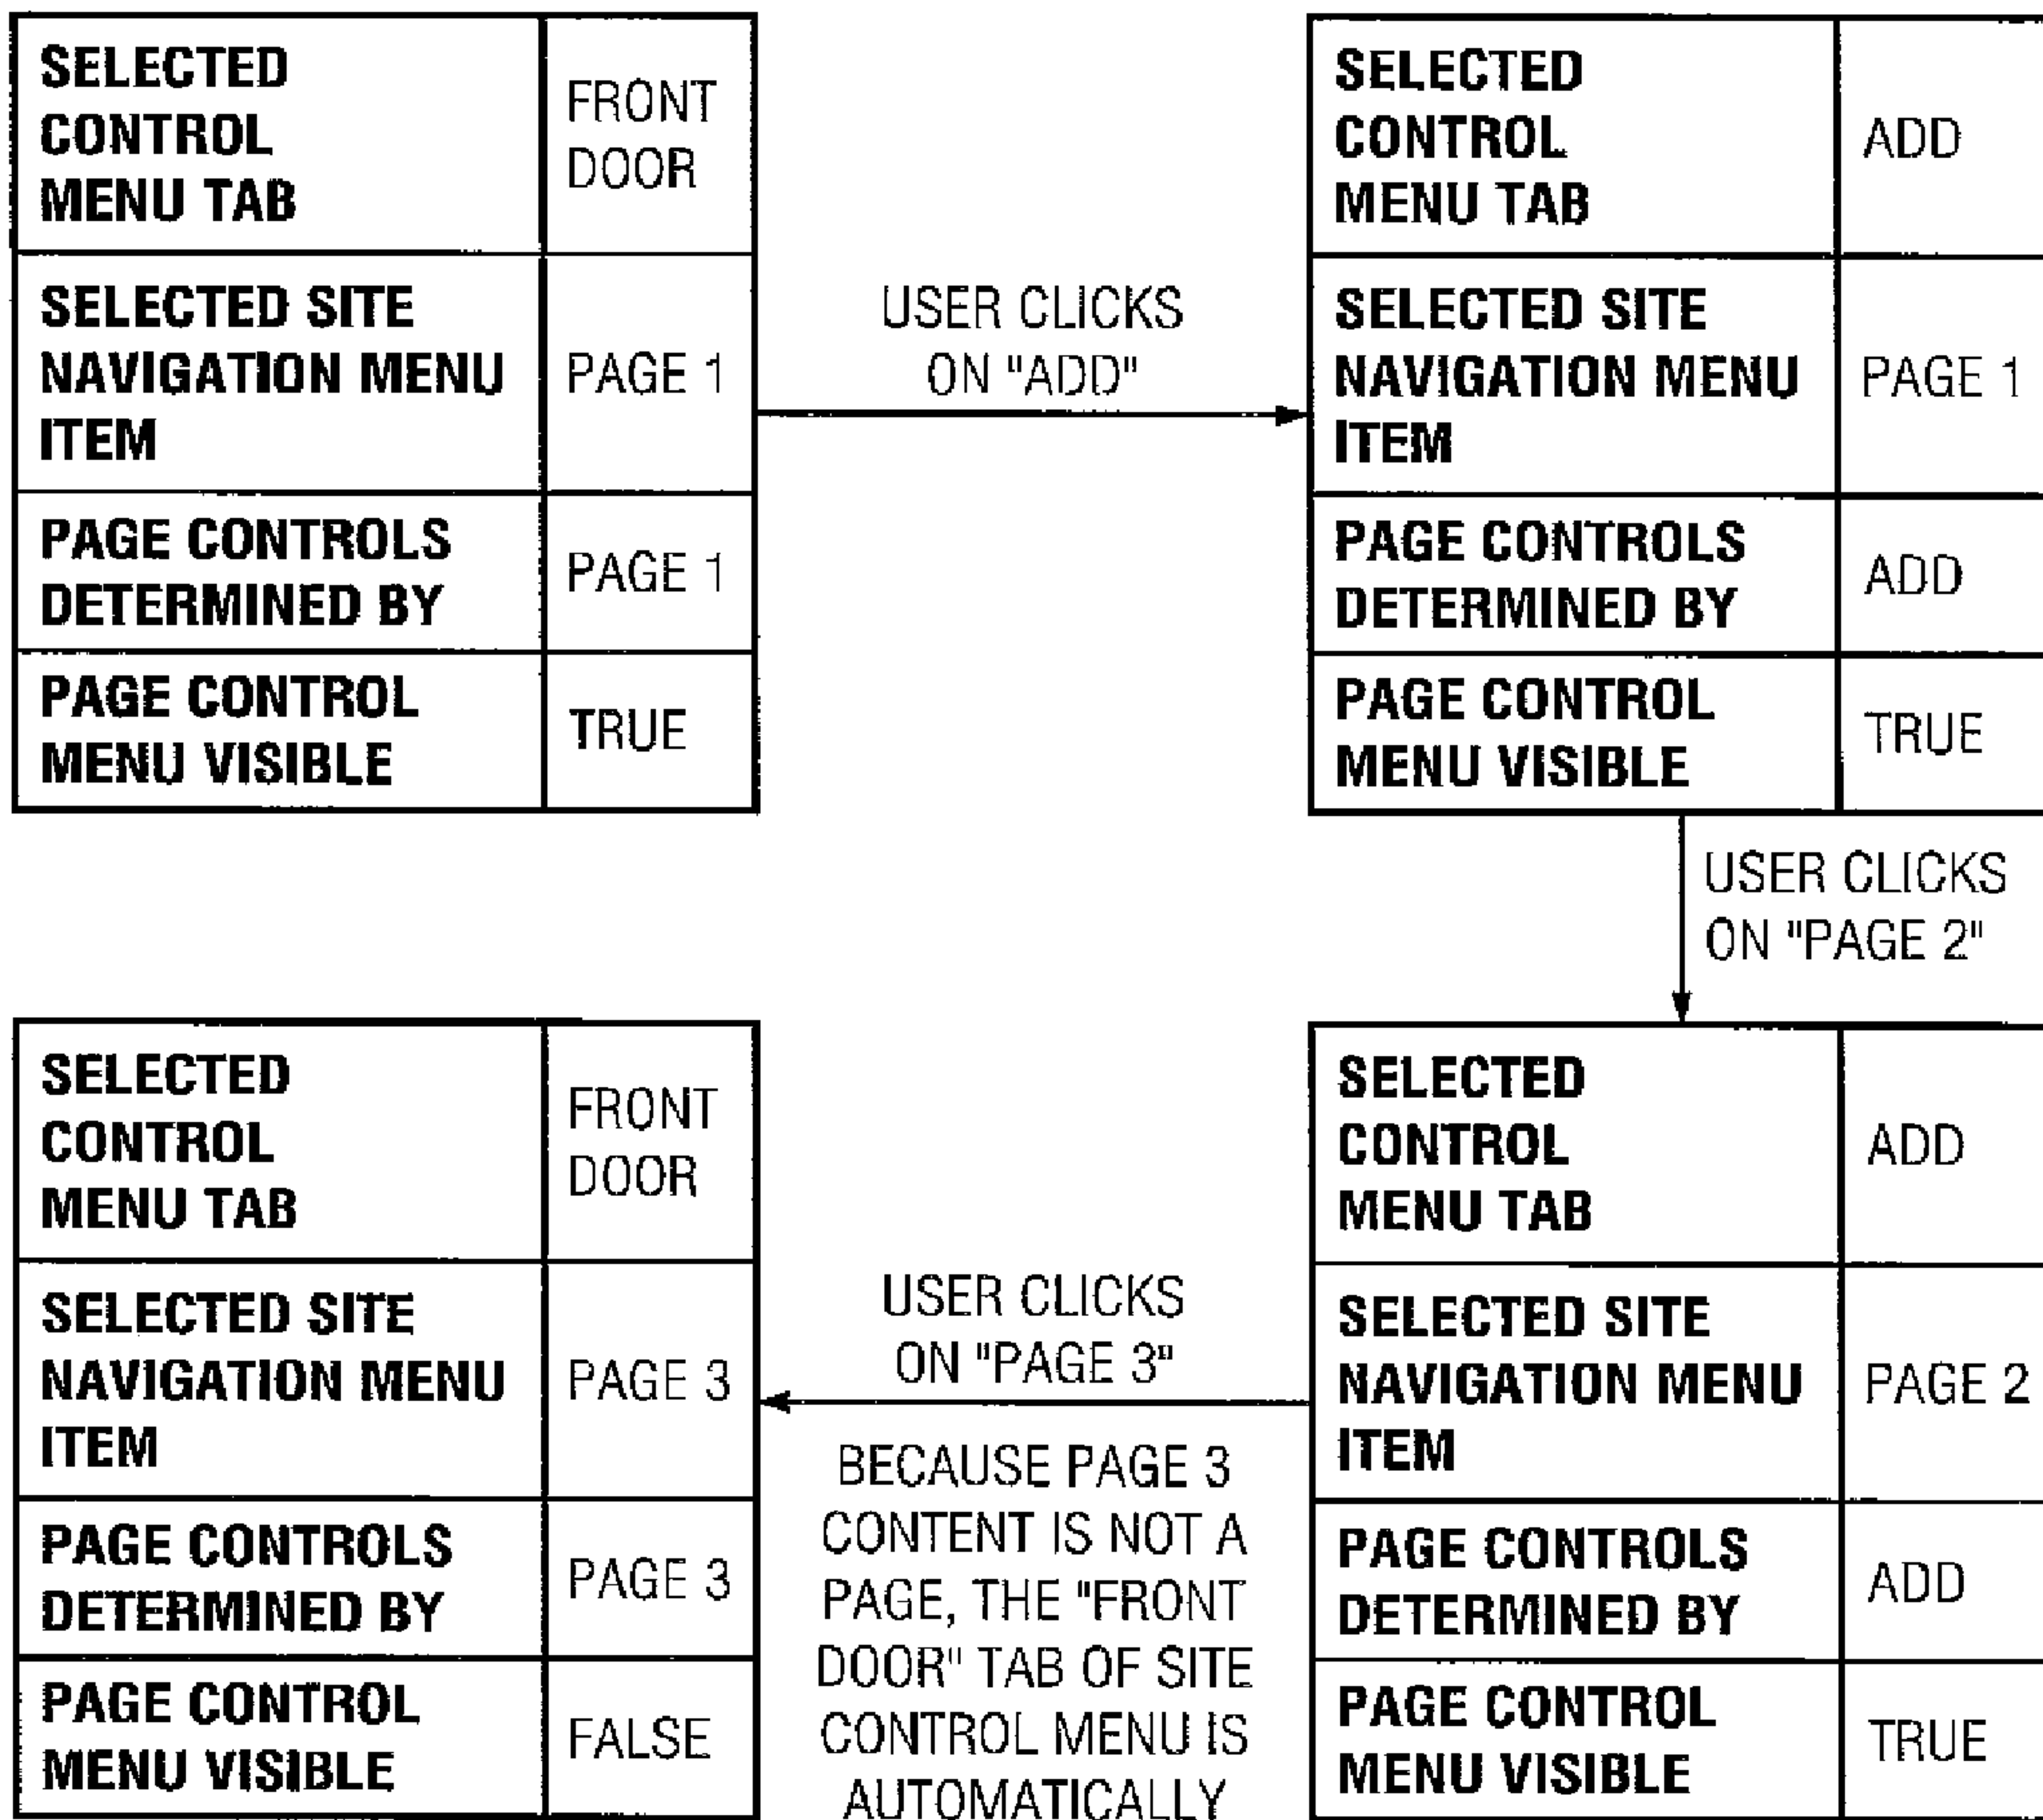 SELECTED
CONTROL
MENU TAB
FRONT
DOOR
SELECTED SITE
NAVIGATION MENU
ITEM
PAGE 1
PAGE CONTROLS
DETERMINED BY
PAGE 1
PAGE CONTROL
MENU VISIBLE
TRUE
USER CLICKS
ON "ADD"
SELECTED
CONTROL
MENU TAB
ADD
SELECTED SITE
NAVIGATION MENU
ITEM
PAGE 1
PAGE CONTROLS
DETERMINED BY
ADD
PAGE CONTROL
MENU VISIBLE
TRUE
USER CLICKS
ON "PAGE 2"
SELECTED
CONTROL
MENU TAB
ADD
SELECTED SITE
NAVIGATION MENU
ITEM
PAGE 2
PAGE CONTROLS
DETERMINED BY
ADD
PAGE CONTROL
MENU VISIBLE
TRUE
USER CLICKS
ON "PAGE 3"
BECAUSE PAGE 3
CONTENT IS NOT A
PAGE, THE "FRONT
DOOR" TAB OF SITE
CONTROL MENU IS
AUTOMATICALLY
SELECTED
CONTROL
MENU TAB
FRONT
DOOR
SELECTED SITE
NAVIGATION MENU
ITEM
PAGE 3
PAGE CONTROLS
DETERMINED BY
PAGE 3
PAGE CONTROL
MENU VISIBLE
FALSE